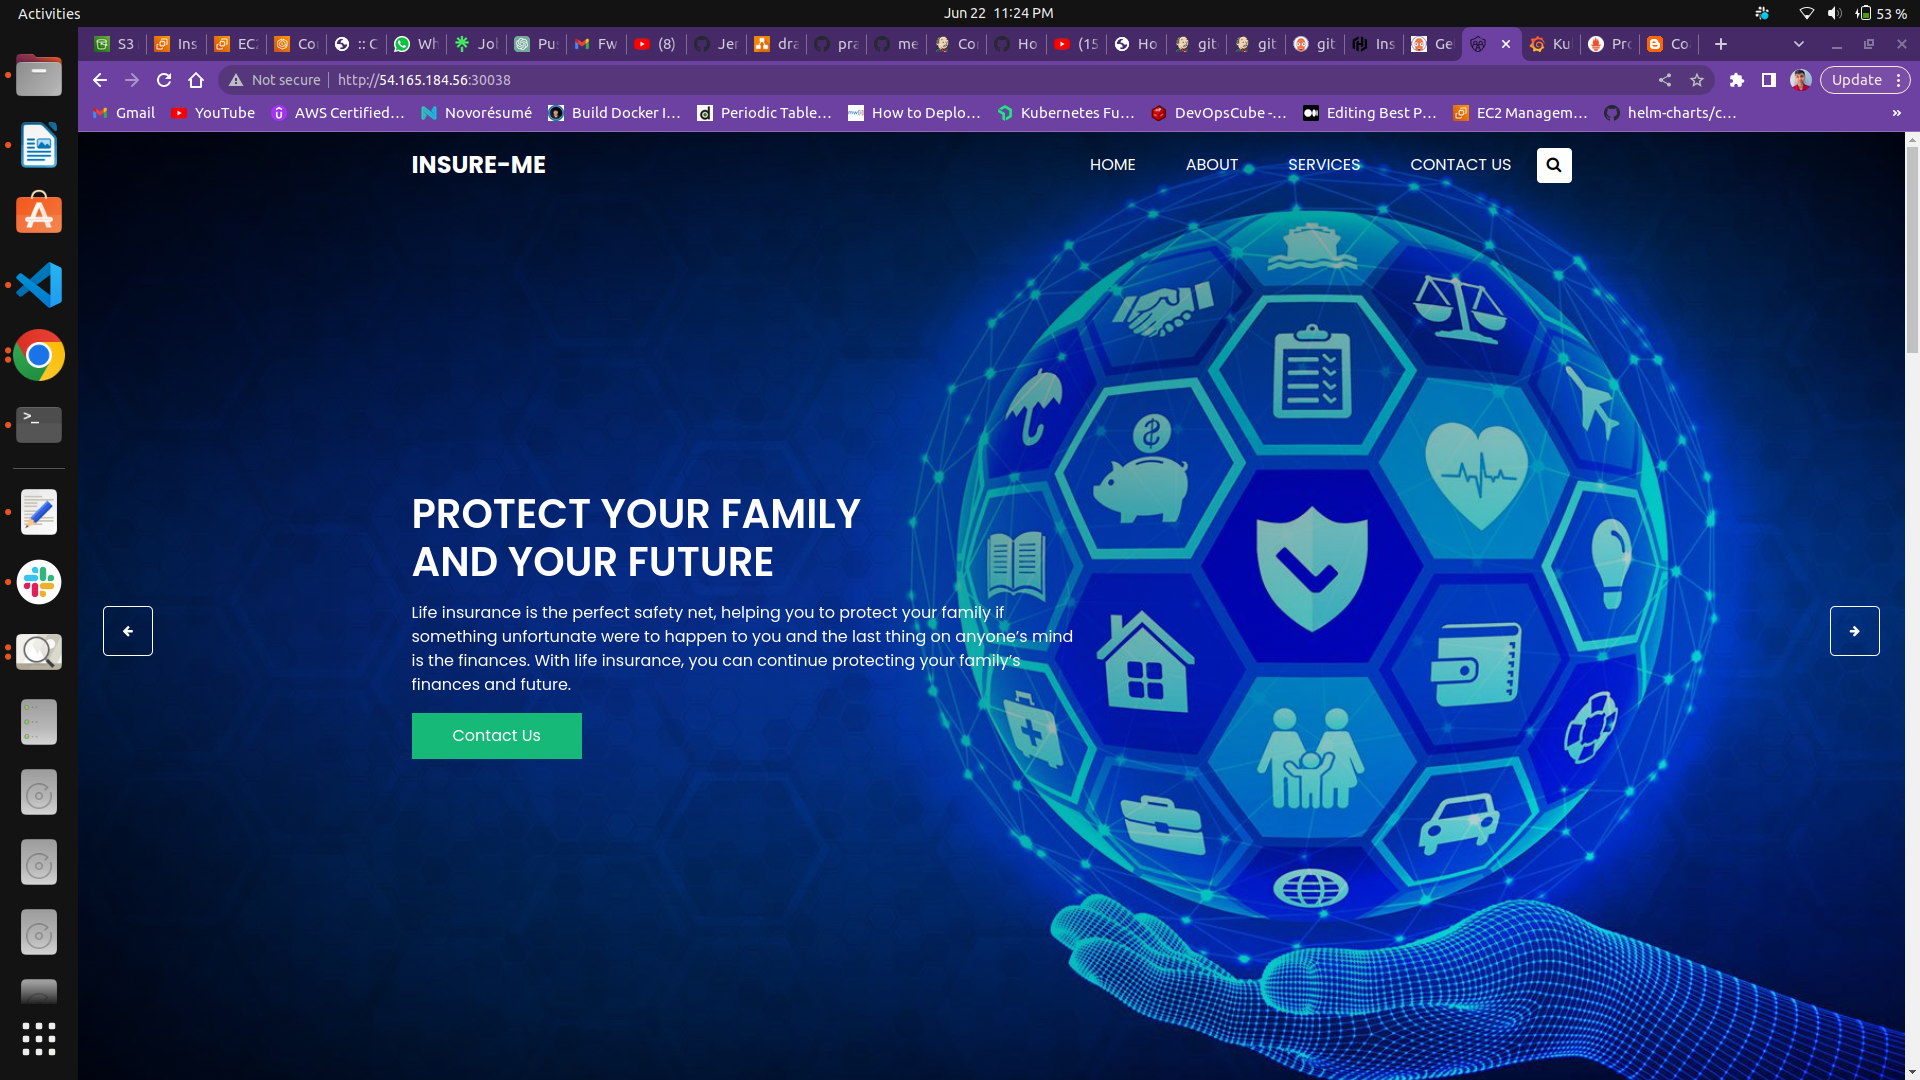 Activities
Jun 22 11:24 PM
53 %
S3
Ins
EC2
Con
:: C
Wh
Jol
Pus
Fw
(8)
Jer
dra
pra
me
Co
Ho
(15
Ho
git
git
git
Ins
Ge
Ku
Pro
Co
Not secure
http://54.165.184.56:30038
Update
Gmail
YouTube
AWS Certified...
Novorésumé
Build Docker I...
Periodic Table...
How to Deplo...
Kubernetes Fu...
DevOpsCube -...
Editing Best P...
EC2 Managem...
helm-charts/c...
»
INSURE-ME
HOME
ABOUT
SERVICES
CONTACT US
PROTECT YOUR FAMILY
AND YOUR FUTURE
Life insurance is the perfect safety net, helping you to protect your family if
something unfortunate were to happen to you and the last thing on anyone’s mind
is the finances. With life insurance, you can continue protecting your family’s
finances and future.
Contact Us